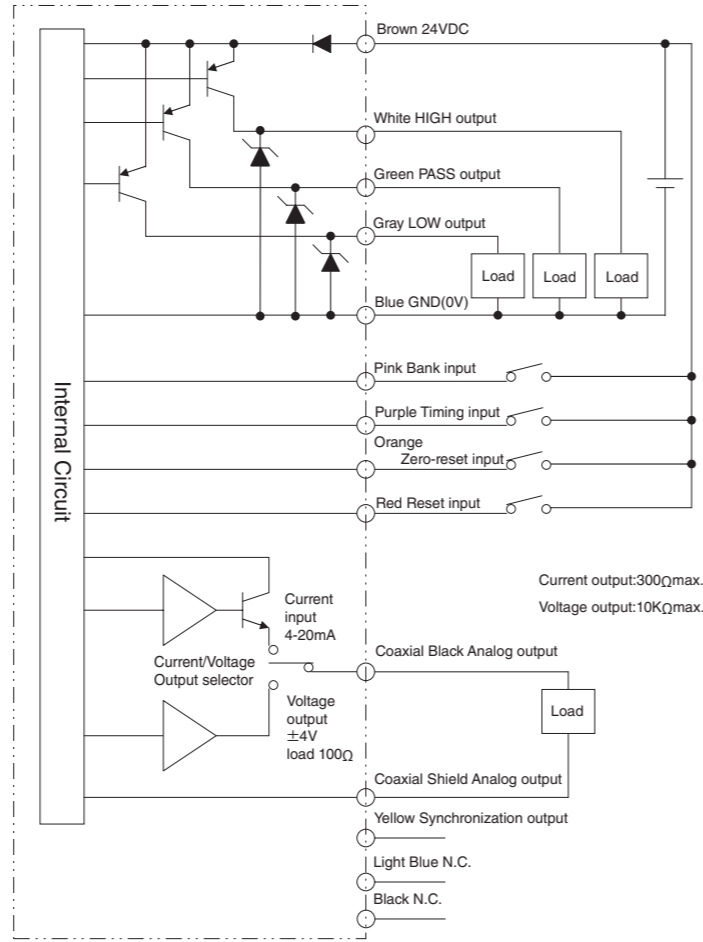 Brown 24VDC
White HIGH output
Green PASS output
Gray LOW output
Load
Load
Load
Blue GND(0V)
Internal Circuit
Pink Bank input
Purple Timing input
Orange
Zero-reset input
Red Reset input
Current output:300Ωmax.
Voltage output:10KΩmax.
Current
input
4-20mA
Current/Voltage
Output selector
Coaxial Black Analog output
Voltage
output
±4V
load 100Ω
Load
Coaxial Shield Analog output
Yellow Synchronization output
Light Blue N.C.
Black N.C.